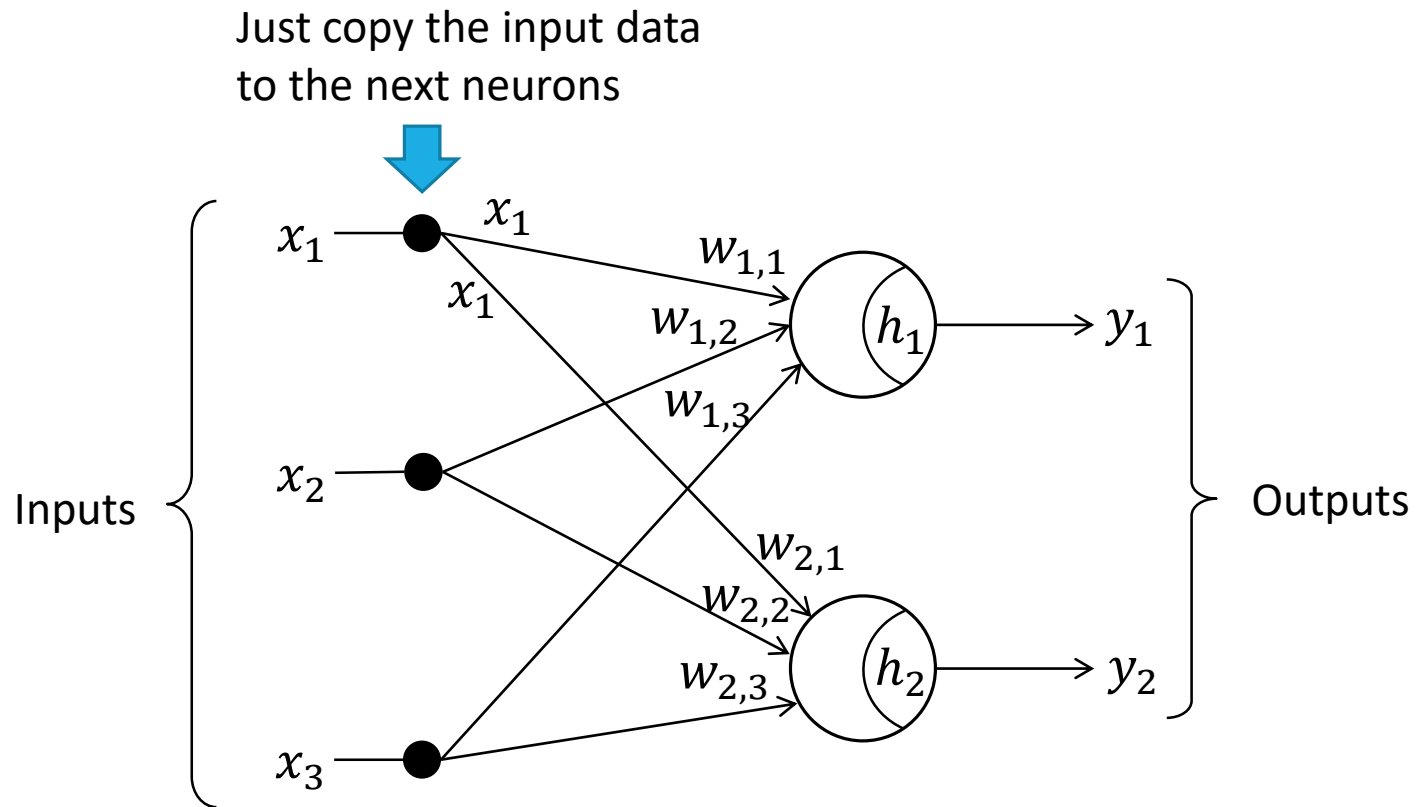 Just copy the input data
to the next neurons
x₁
x₁
x₁
w₁,₁
w₁,₂
w₁,₃
h₁
y₁
Inputs
x₂
Outputs
w₂,₁
w₂,₂
w₂,₃
h₂
y₂
x₃